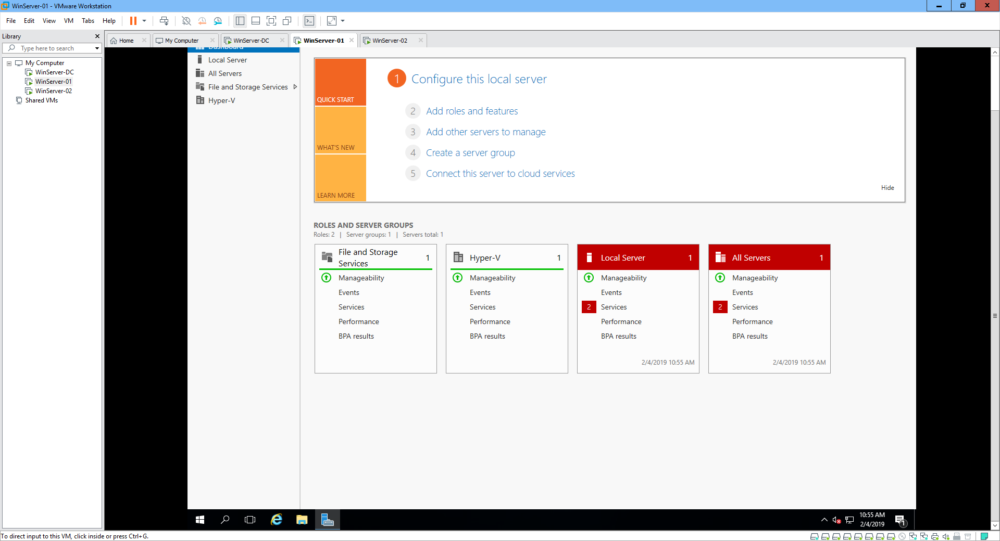 WinServer-01 - VMware Workstation
File Edit View VM Tabs Help
Library
Type here to search
My Computer
WinServer-DC
WinServer-01
WinServer-02
Shared VMs
Home My Computer WinServer-DC WinServer-01 WinServer-02
Dashboard
Local Server
All Servers
File and Storage Services
Hyper-V
QUICK START
WHAT'S NEW
LEARN MORE
1 Configure this local server
2 Add roles and features
3 Add other servers to manage
4 Create a server group
5 Connect this server to cloud services
Hide
ROLES AND SERVER GROUPS
Roles: 2 | Server groups: 1 | Servers total: 1
File and Storage
Services 1
Manageability
Events
Services
Performance
BPA results
Hyper-V 1
Manageability
Events
Services
Performance
BPA results
Local Server 1
Manageability
Events
2 Services
Performance
BPA results
2/4/2019 10:55 AM
All Servers 1
Manageability
Events
2 Services
Performance
BPA results
2/4/2019 10:55 AM
10:55 AM
2/4/2019
1
To direct input to this VM, click inside or press Ctrl+G.